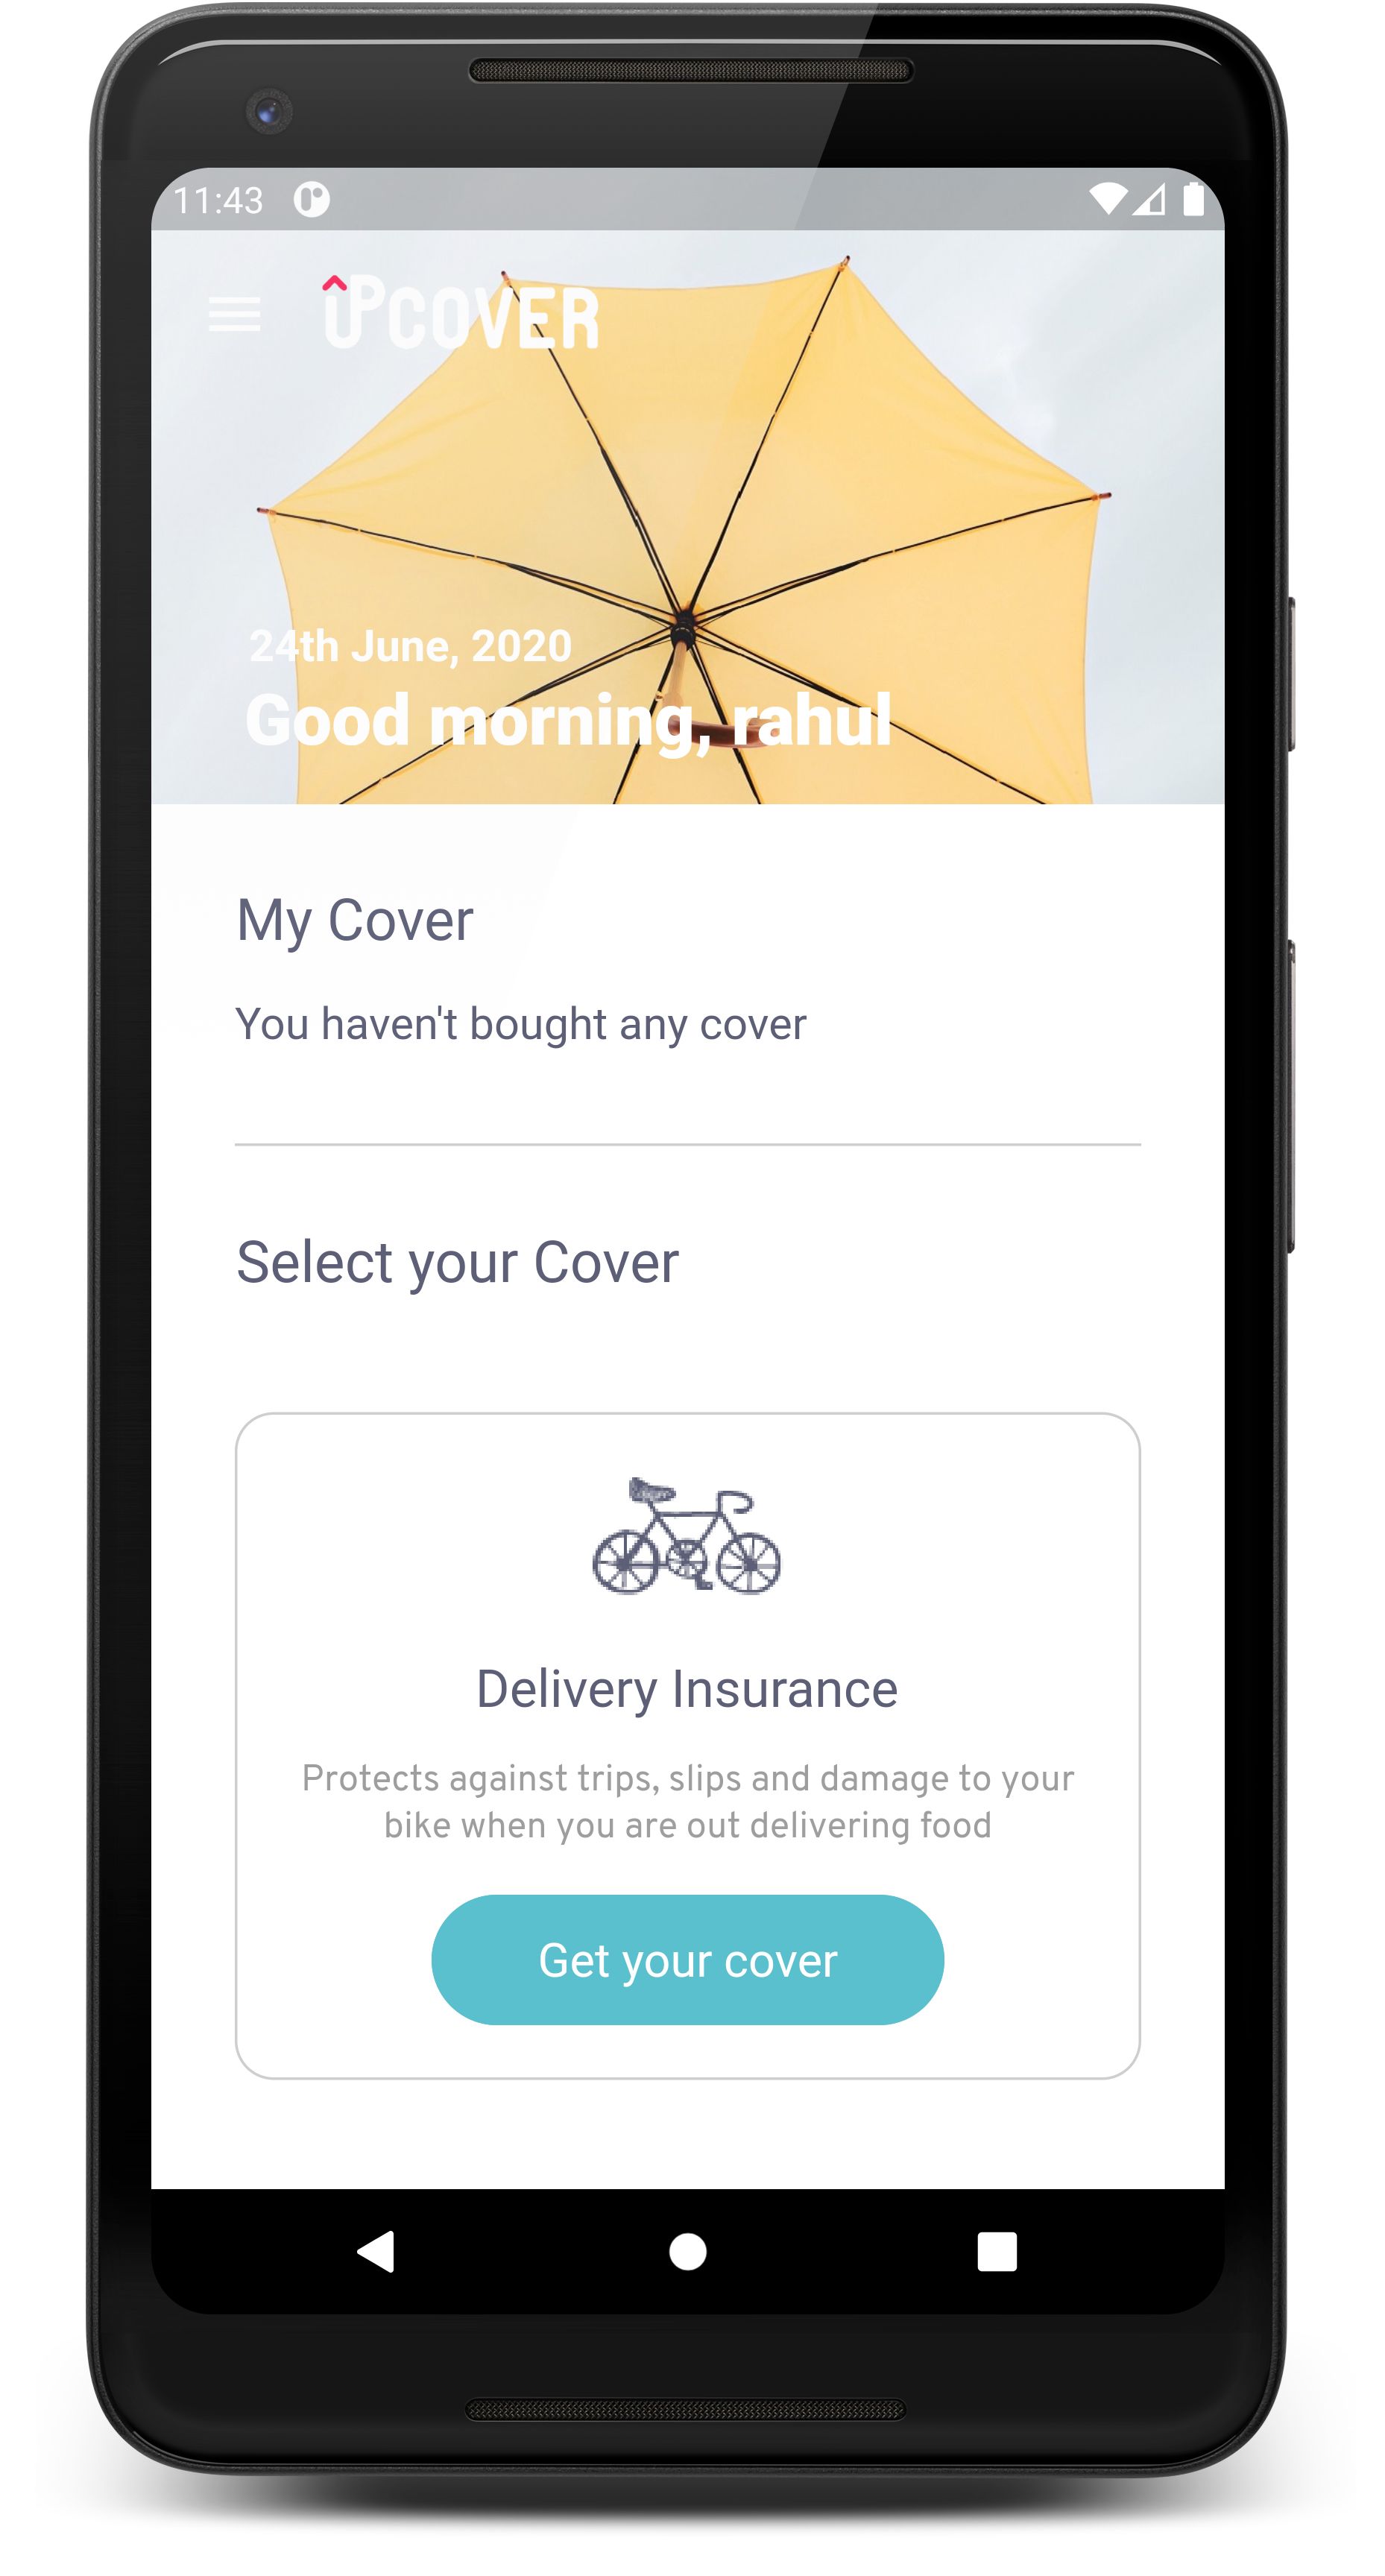 11:43
UPCOVER
24th June, 2020
Good morning, rahul
My Cover
You haven't bought any cover
Select your Cover
Delivery Insurance
Protects against trips, slips and damage to your
bike when you are out delivering food
Get your cover